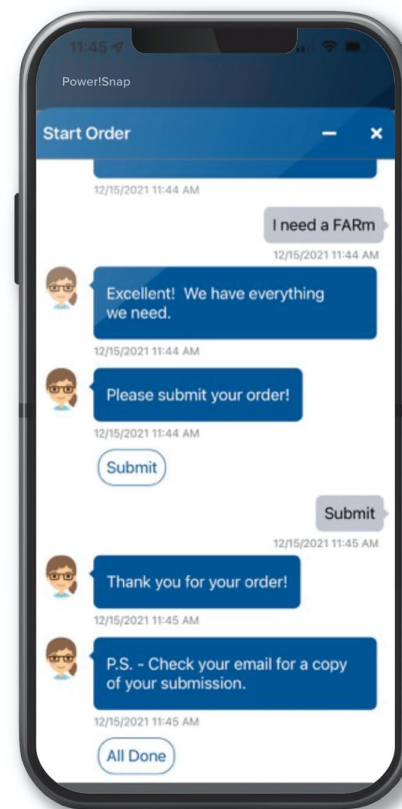 11:45
Power!Snap
Start Order
12/15/2021 11:44 AM
I need a FARm
12/15/2021 11:44 AM
Excellent!  We have everything
we need.
12/15/2021 11:44 AM
Please submit your order!
12/15/2021 11:44 AM
Submit
Submit
12/15/2021 11:45 AM
Thank you for your order!
12/15/2021 11:45 AM
P.S. - Check your email for a copy
of your submission.
12/15/2021 11:45 AM
All Done